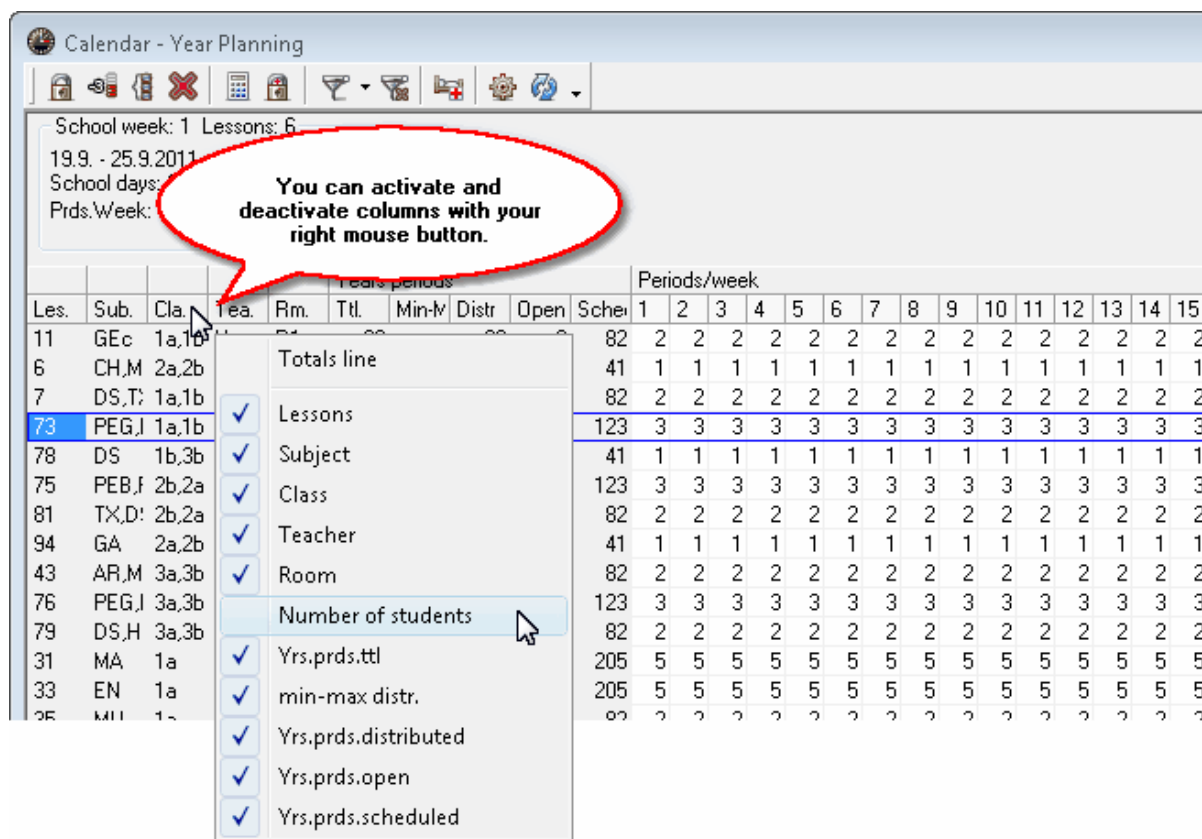 Calendar - Year Planning
School week: 1 Lessons: 6
19.9. - 25.9.2011
School days:
Prds.Week:
You can activate and
deactivate columns with your
right mouse button.
Years periods Periods/week
Les. Sub. Cla. Tea. Rm. Ttl. Min-M Distr Open Sche 1 2 3 4 5 6 7 8 9 10 11 12 13 14 15
11 GEc 1a,1b 82 2 2 2 2 2 2 2 2 2 2 2 2 2 2 2
6 CH,M 2a,2b 41 1 1 1 1 1 1 1 1 1 1 1 1 1 1 1
7 DS,T 1a,1b 82 2 2 2 2 2 2 2 2 2 2 2 2 2 2 2
73 PEG, 1a,1b 123 3 3 3 3 3 3 3 3 3 3 3 3 3 3 3
78 DS 1b,3b 41 1 1 1 1 1 1 1 1 1 1 1 1 1 1 1
75 PEB,F 2b,2a 123 3 3 3 3 3 3 3 3 3 3 3 3 3 3 3
81 TX,D 2b,2a 82 2 2 2 2 2 2 2 2 2 2 2 2 2 2 2
94 GA 2a,2b 41 1 1 1 1 1 1 1 1 1 1 1 1 1 1 1
43 AR,M 3a,3b 82 2 2 2 2 2 2 2 2 2 2 2 2 2 2 2
76 PEG, 3a,3b 123 3 3 3 3 3 3 3 3 3 3 3 3 3 3 3
79 DS,H 3a,3b 82 2 2 2 2 2 2 2 2 2 2 2 2 2 2 2
31 MA 1a 205 5 5 5 5 5 5 5 5 5 5 5 5 5 5 5
33 EN 1a 205 5 5 5 5 5 5 5 5 5 5 5 5 5 5 5
Totals line
Lessons
Subject
Class
Teacher
Room
Number of students
Yrs.prds.ttl
min-max distr.
Yrs.prds.distributed
Yrs.prds.open
Yrs.prds.scheduled